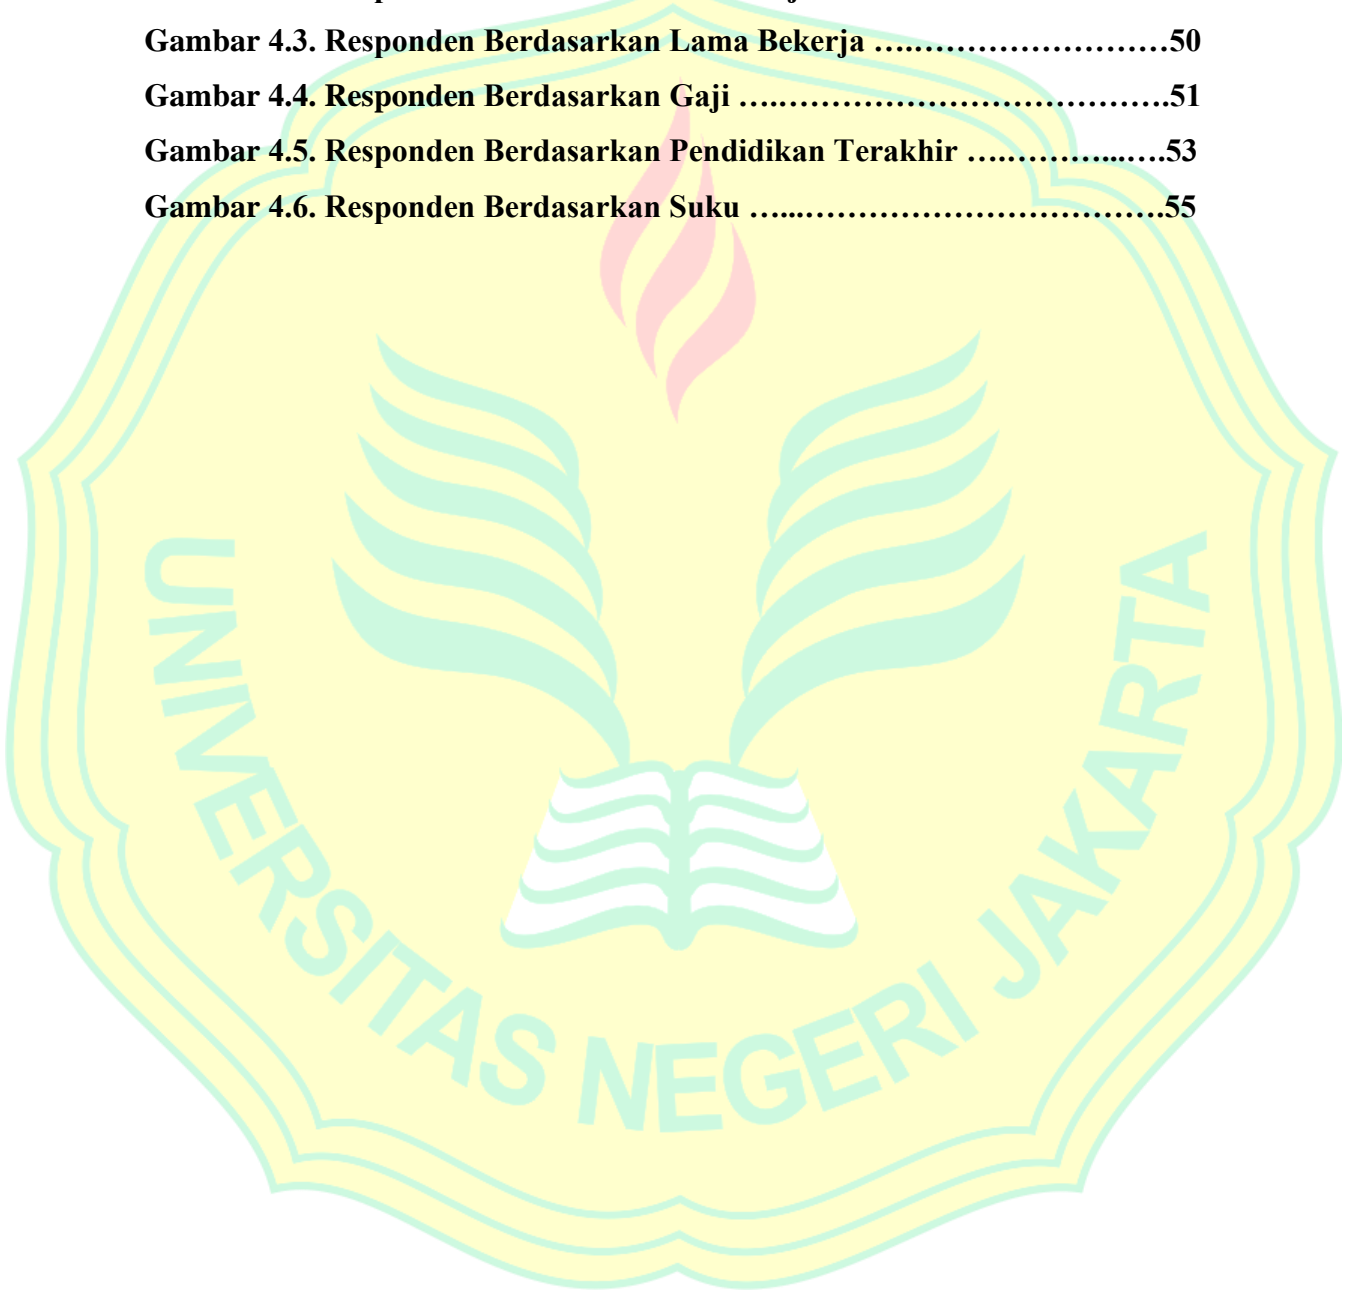 Gambar 4.3. Responden Berdasarkan Lama Bekerja ….……………………50
Gambar 4.4. Responden Berdasarkan Gaji ….……………………………….51
Gambar 4.5. Responden Berdasarkan Pendidikan Terakhir ….………...….53
Gambar 4.6. Responden Berdasarkan Suku …...…………………………….55
UNIVERSITAS NEGERI JAKARTA